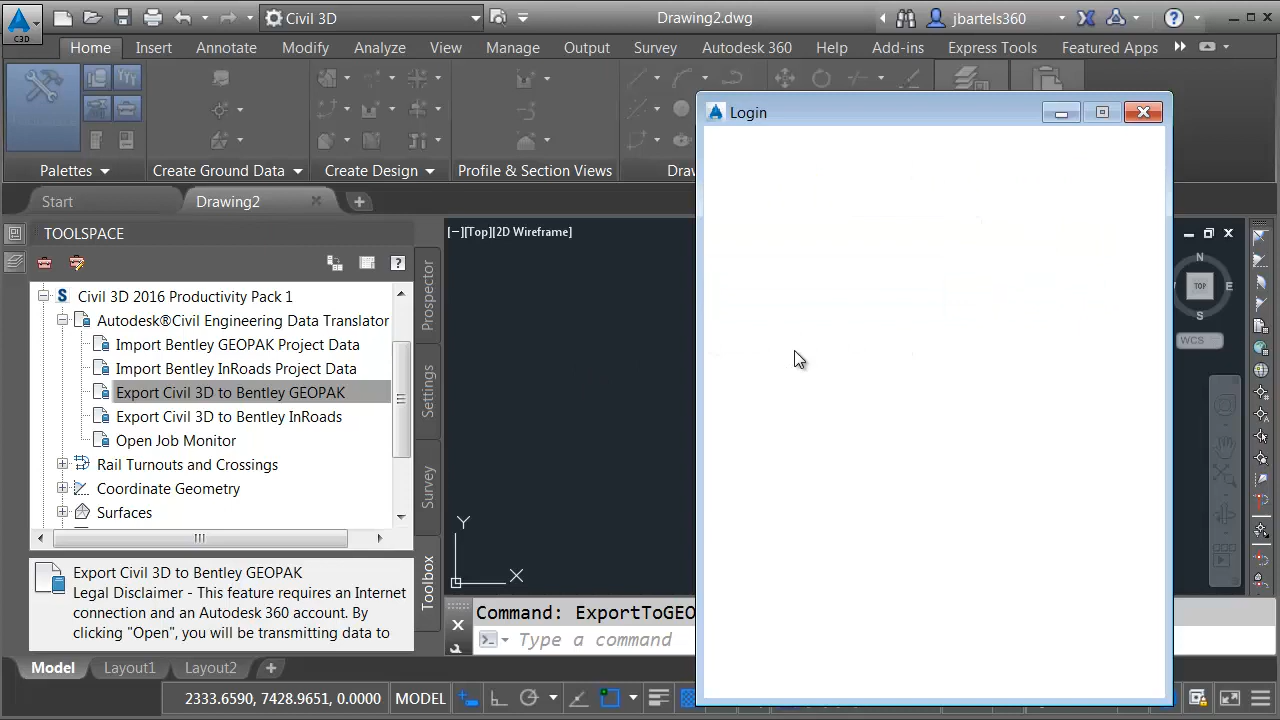 C3D
Civil 3D
Drawing2.dwg
jbartels360
Home
Insert
Annotate
Modify
Analyze
View
Manage
Output
Survey
Autodesk 360
Help
Add-ins
Express Tools
Featured Apps
Palettes
Create Ground Data
Create Design
Profile & Section Views
Start
Drawing2
Login
TOOLSPACE
Civil 3D 2016 Productivity Pack 1
Autodesk®Civil Engineering Data Translator
Import Bentley GEOPAK Project Data
Import Bentley InRoads Project Data
Export Civil 3D to Bentley GEOPAK
Export Civil 3D to Bentley InRoads
Open Job Monitor
Rail Turnouts and Crossings
Coordinate Geometry
Surfaces
Prospector
Settings
Survey
Toolbox
Export Civil 3D to Bentley GEOPAK
Legal Disclaimer - This feature requires an Internet
connection and an Autodesk 360 account. By
clicking "Open", you will be transmitting data to
[−][Top][2D Wireframe]
Y
X
N
TOP
E
S
WCS
Command: ExportToGEO
Type a command
Model
Layout1
Layout2
2333.6590, 7428.9651, 0.0000
MODEL